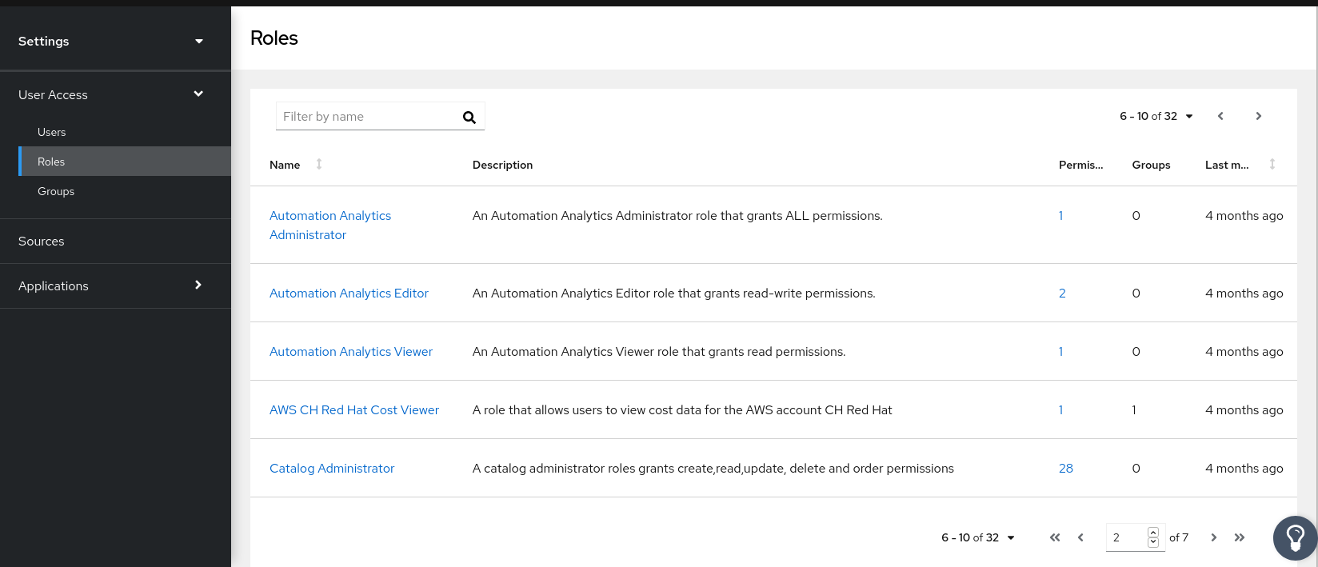 Settings
User Access
Users
Roles
Groups
Sources
Applications
Roles
Filter by name
6 - 10 of 32
Name Description Permis... Groups Last m...
Automation Analytics
Administrator
An Automation Analytics Administrator role that grants ALL permissions. 1 0 4 months ago
Automation Analytics Editor An Automation Analytics Editor role that grants read-write permissions. 2 0 4 months ago
Automation Analytics Viewer An Automation Analytics Viewer role that grants read permissions. 1 0 4 months ago
AWS CH Red Hat Cost Viewer A role that allows users to view cost data for the AWS account CH Red Hat 1 1 4 months ago
Catalog Administrator A catalog administrator roles grants create,read,update, delete and order permissions 28 0 4 months ago
6 - 10 of 32 2 of 7